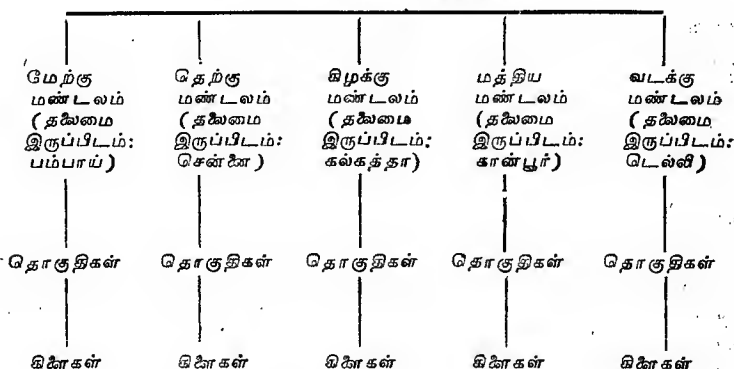 மேற்கு தெற்கு கிழக்கு மத்திய வடக்கு
மண்டலம் மண்டலம் மண்டலம் மண்டலம் மண்டலம்
(தலைமை (தலைமை (தலைமை (தலைமை (தலைமை
இருப்பிடம்: இருப்பிடம்: இருப்பிடம்: இருப்பிடம்: இருப்பிடம்:
பம்பாய்) சென்னை) கல்கத்தா) கான்பூர்) டெல்லி)
தொகுதிகள் தொகுதிகள் தொகுதிகள் தொகுதிகள் தொகுதிகள்
கிளைகள் கிளைகள் கிளைகள் கிளைகள் கிளைகள்